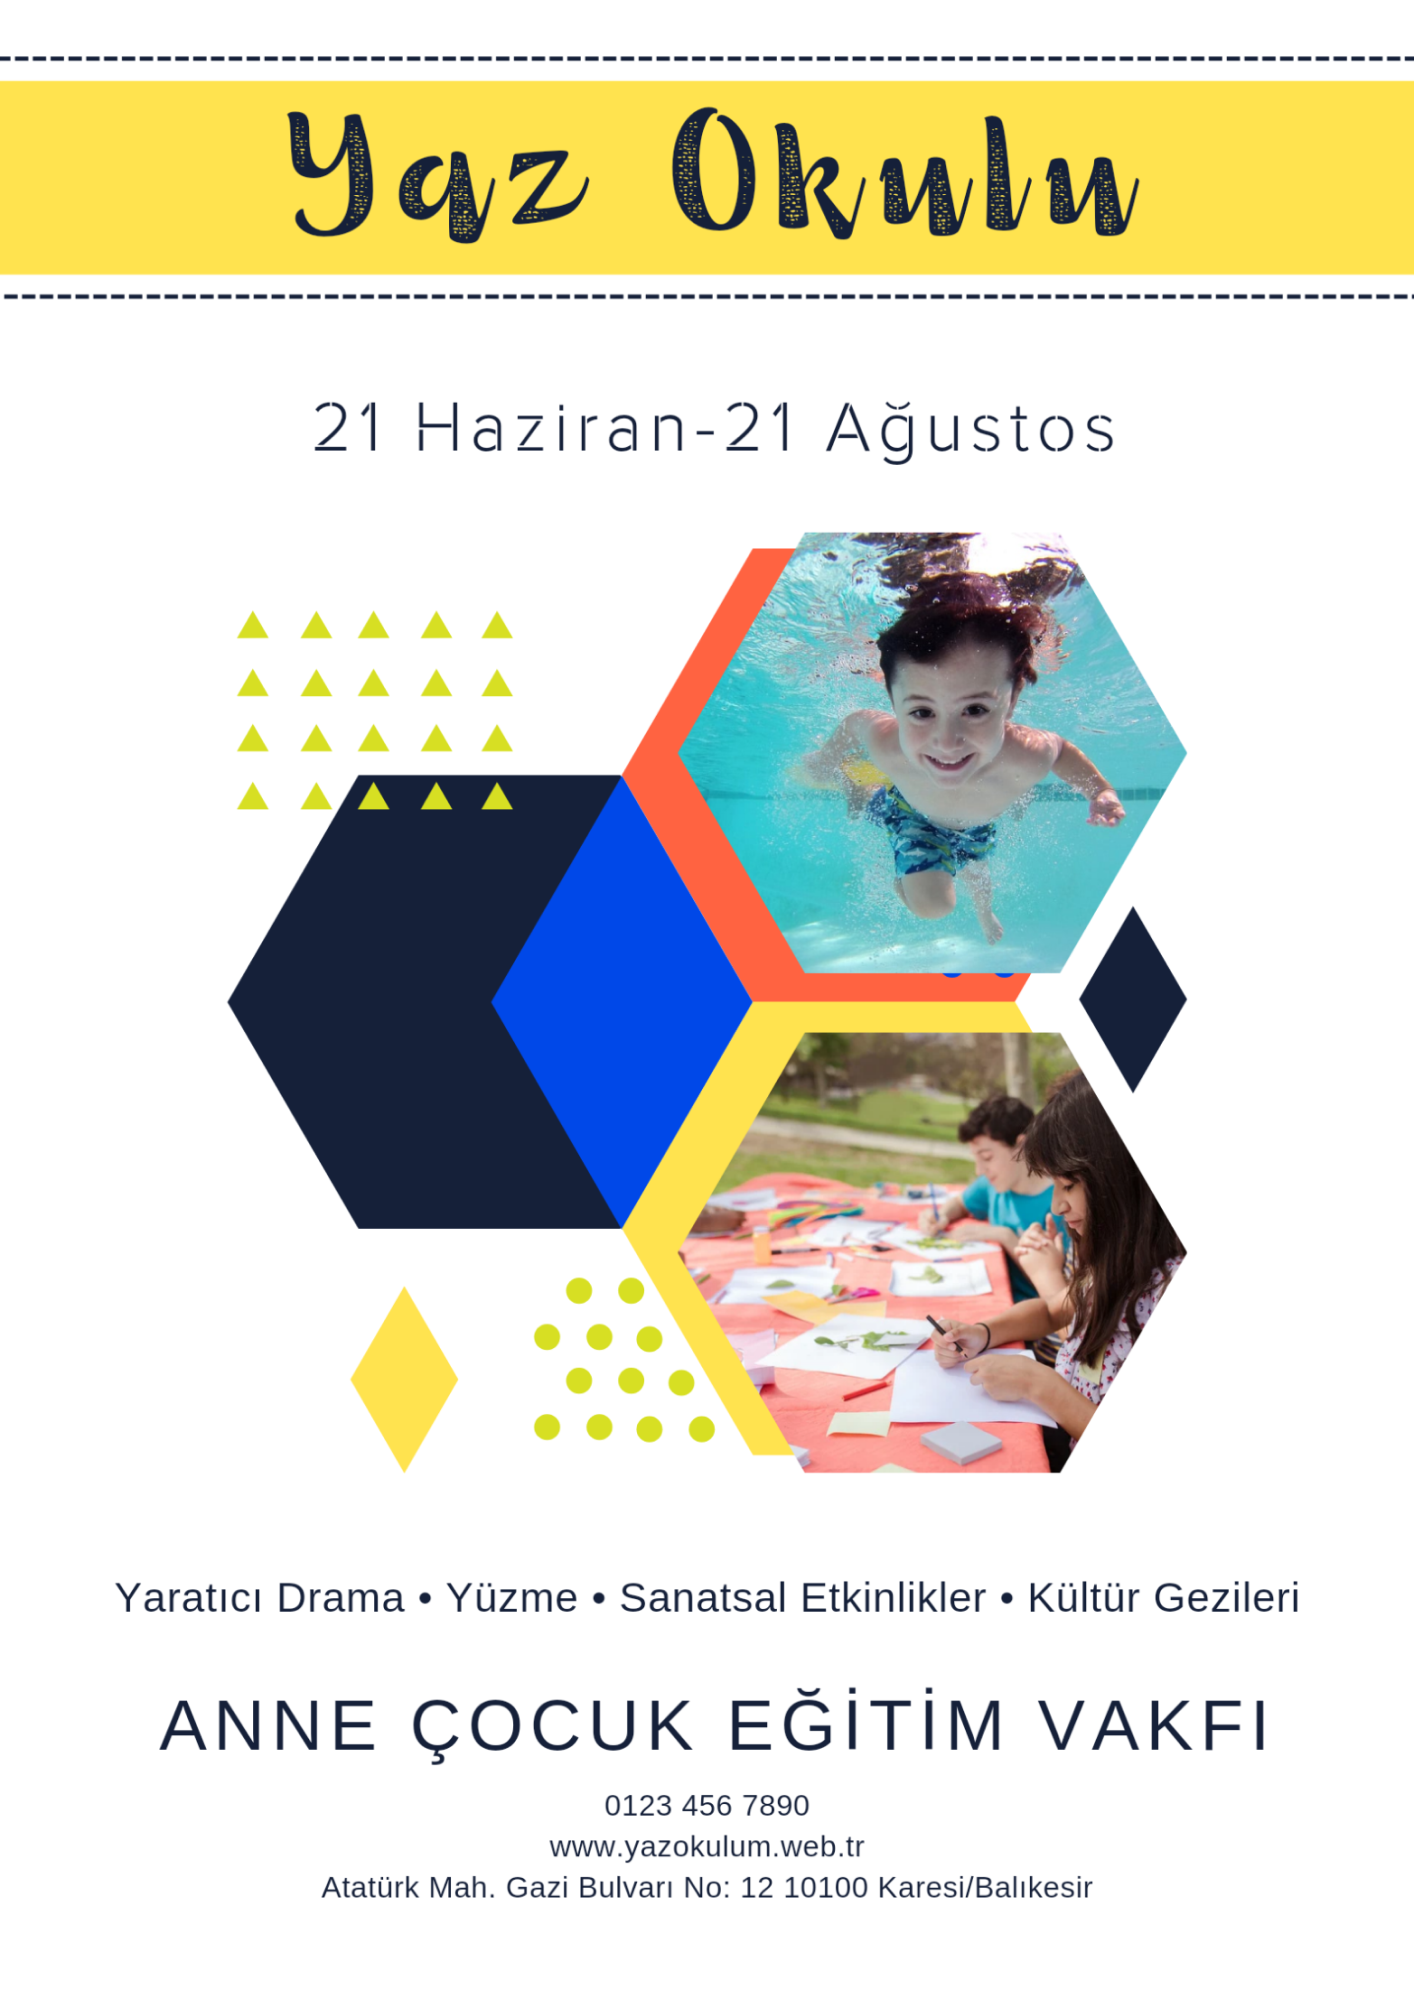 Yaz Okulu
21 Haziran-21 Ağustos
Yaratıcı Drama • Yüzme • Sanatsal Etkinlikler • Kültür Gezileri
ANNE ÇOCUK EĞİTİM VAKFI
0123 456 7890
www.yazokulum.web.tr
Atatürk Mah. Gazi Bulvarı No: 12 10100 Karesi/Balıkesir